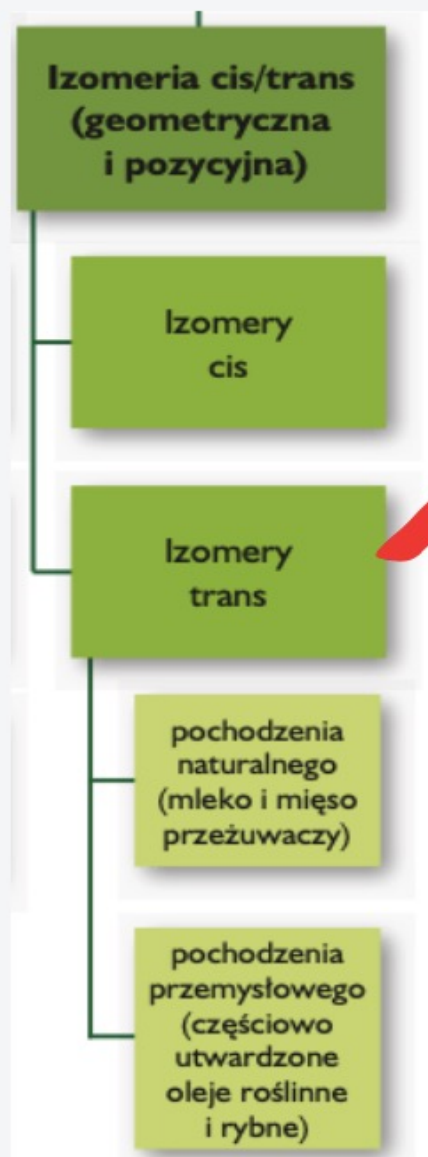 Izomeria cis/trans
(geometryczna
i pozycyjna)
Izomery
cis
Izomery
trans
pochodzenia
naturalnego
(mleko i mięso
przeżuwaczy)
pochodzenia
przemysłowego
(częściowo
utwardzone
oleje roślinne
i rybne)